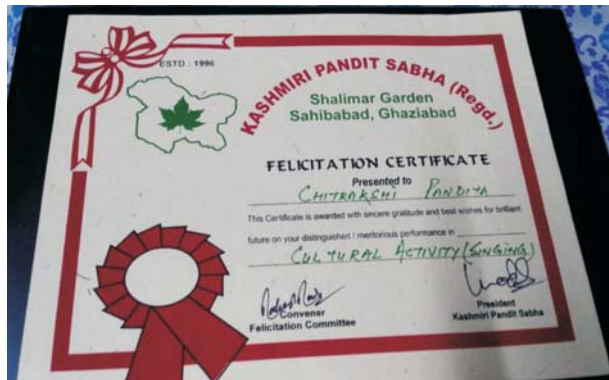 ESTD : 1996
KASHMIRI PANDIT SABHA (Regd.)
Shalimar Garden
Sahibabad, Ghaziabad
FELICITATION CERTIFICATE
Presented to
CHITRAKSHI PANDITA
This Certificate is awarded with sincere gratitude and best wishes for brilliant
future on your distinguished / meritorious performance in
CULTURAL ACTIVITY (SINGING)
Convener
Felicitation Committee
President
Kashmiri Pandit Sabha